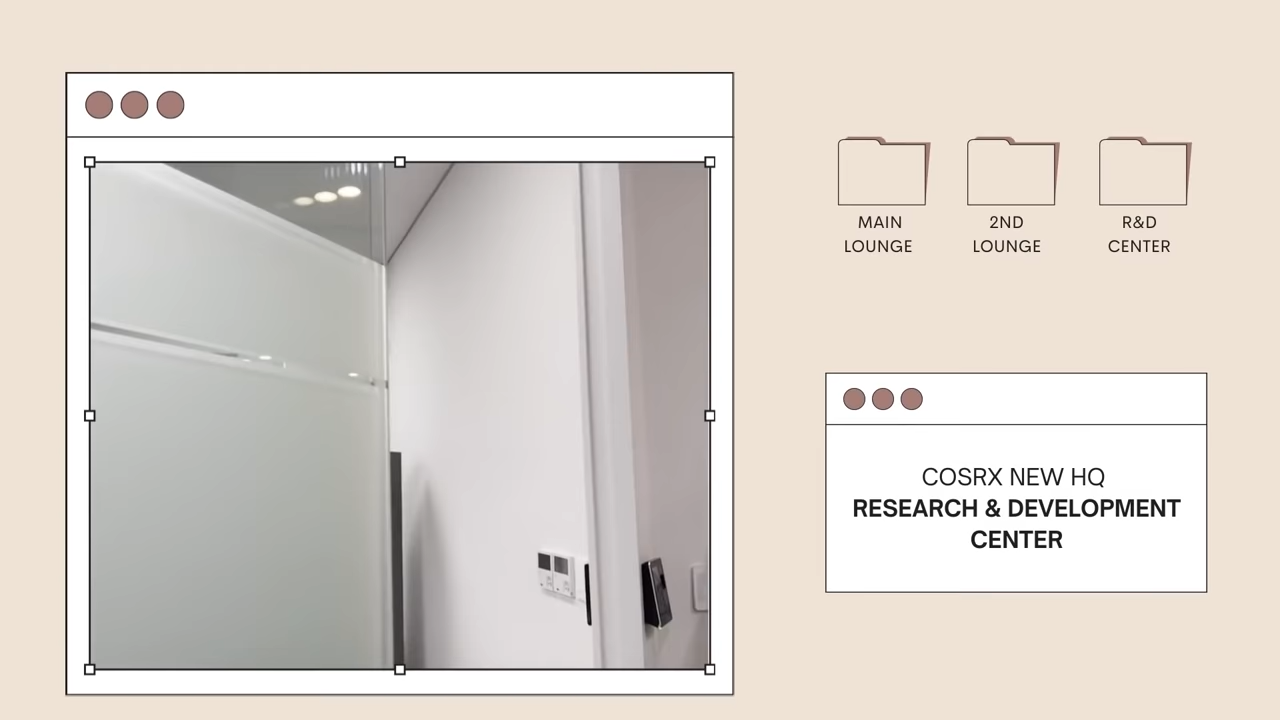 MAIN
LOUNGE
2ND
LOUNGE
R&D
CENTER
COSRX NEW HQ
RESEARCH & DEVELOPMENT
CENTER